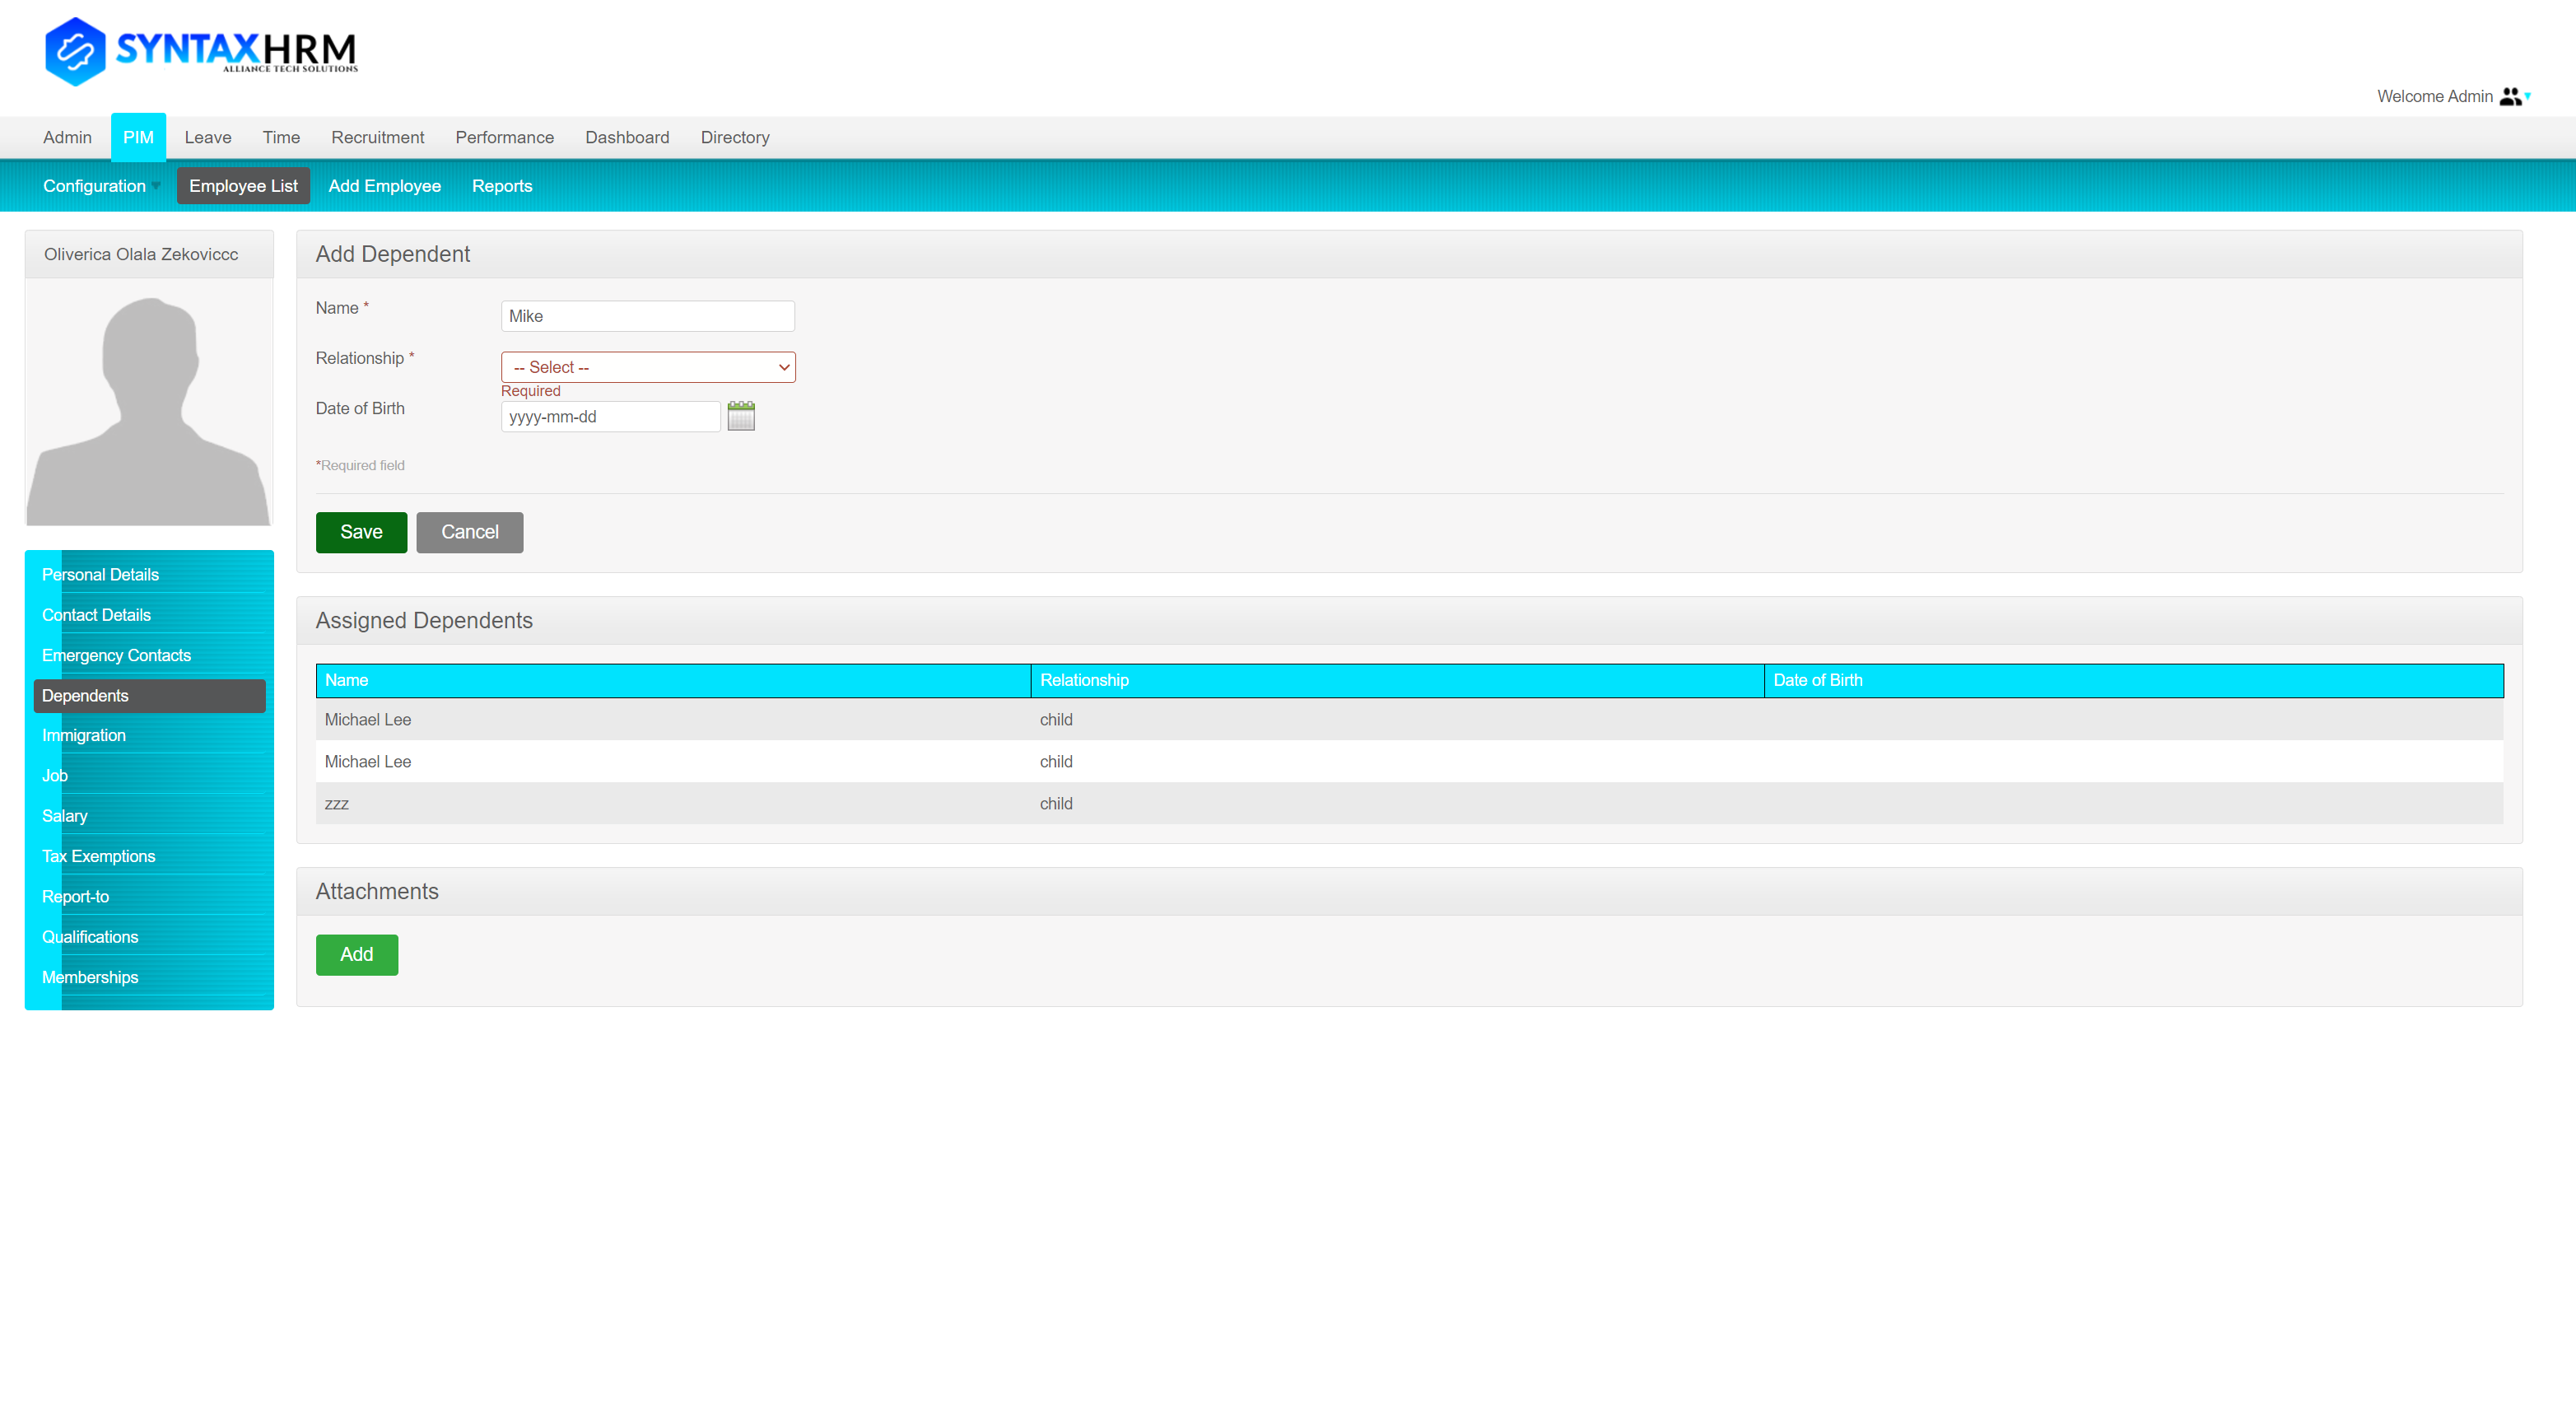 SYNTAXHRM
ALLIANCE TECH SOLUTIONS
Welcome Admin
Admin PIM Leave Time Recruitment Performance Dashboard Directory
Configuration Employee List Add Employee Reports
Oliverica Olala Zekoviccc
Personal Details
Contact Details
Emergency Contacts
Dependents
Immigration
Job
Salary
Tax Exemptions
Report-to
Qualifications
Memberships
Add Dependent
Name * Mike
Relationship * -- Select --
Required
Date of Birth yyyy-mm-dd
*Required field
Save Cancel
Assigned Dependents
Name Relationship Date of Birth
Michael Lee child
Michael Lee child
zzz child
Attachments
Add